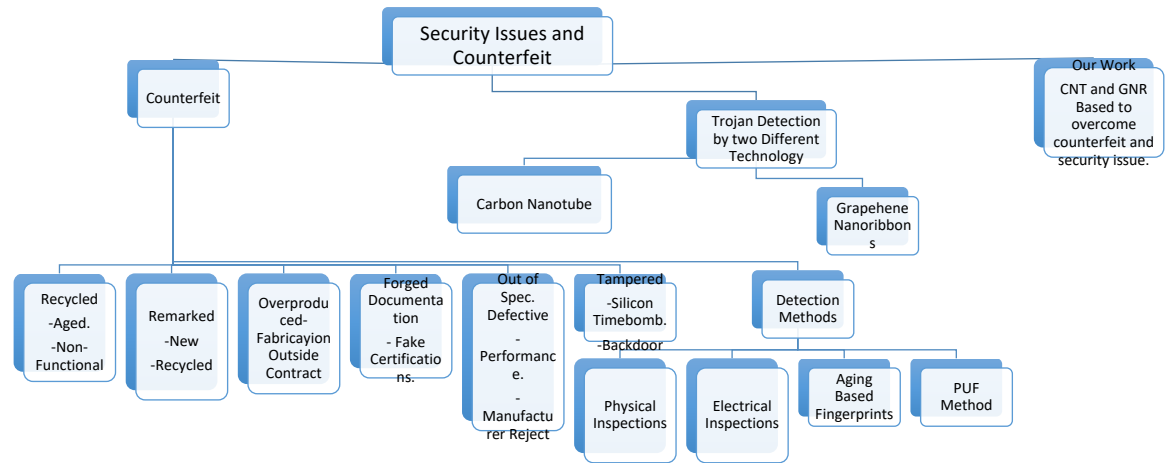 Security Issues and
Counterfeit
Counterfeit
Trojan Detection
by two Different
Technology
Our Work
CNT and GNR
Based to
overcome
counterfeit and
security issue.
Carbon Nanotube
Grapehene
Nanoribbon
s
Recycled
-Aged.
-Non-
Functional
Remarked
-New
-Recycled
Overprodu
ced-
Fabricayion
Outside
Contract
Forged
Documenta
tion
- Fake
Certificatio
ns.
Out of
Spec.
Defective
-
Performanc
e.
-
Manufactu
rer Reject
Tampered
-Silicon
Timebomb.
-Backdoor
Detection
Methods
Physical
Inspections
Electrical
Inspections
Aging
Based
Fingerprints
PUF
Method